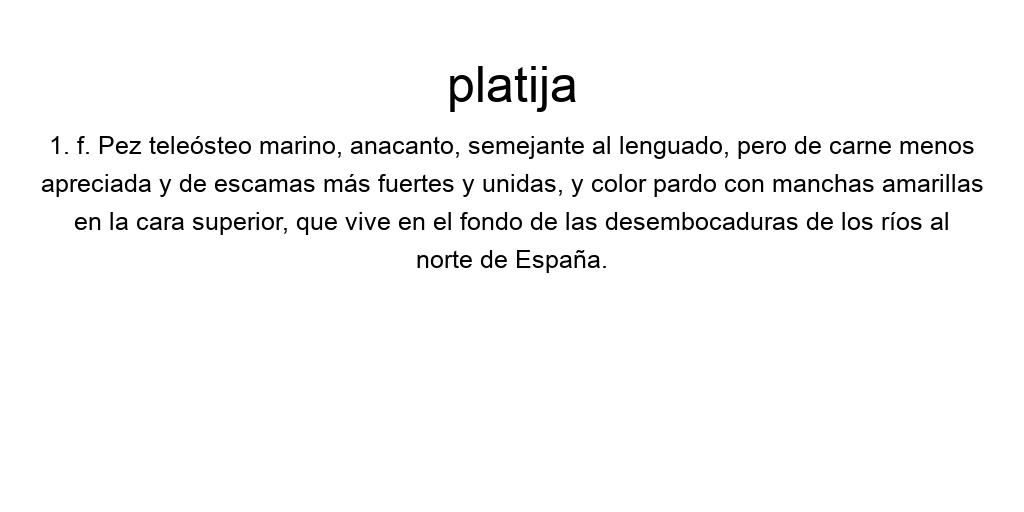 platija
1. f. Pez teleósteo marino, anacanto, semejante al lenguado, pero de carne menos
apreciada y de escamas más fuertes y unidas, y color pardo con manchas amarillas
en la cara superior, que vive en el fondo de las desembocaduras de los ríos al
norte de España.